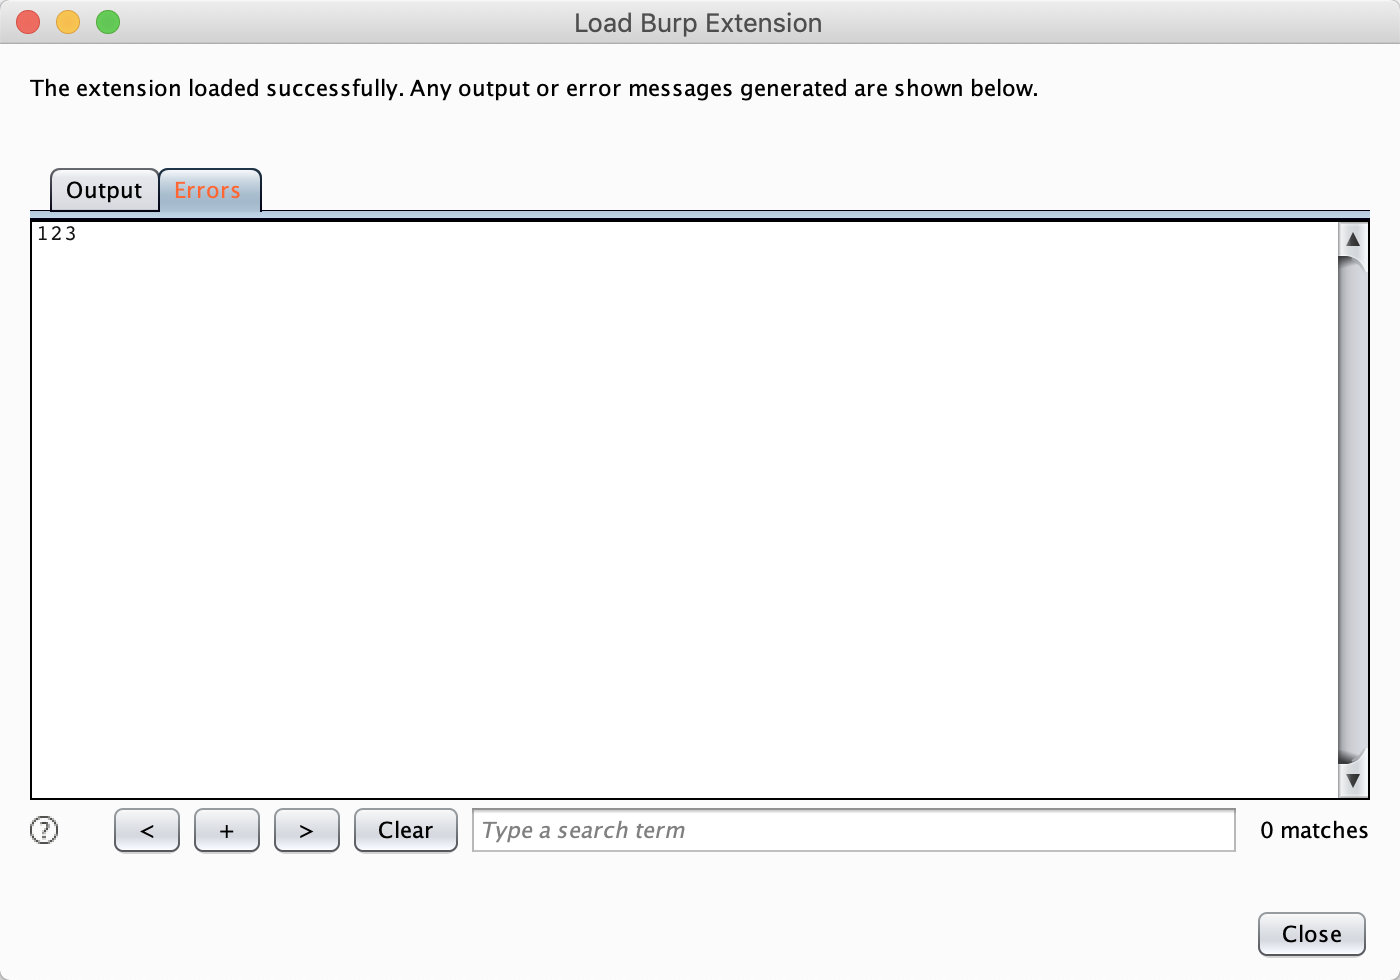 Load Burp Extension
The extension loaded successfully. Any output or error messages generated are shown below.
Output Errors
123
? < + > Clear Type a search term 0 matches
Close